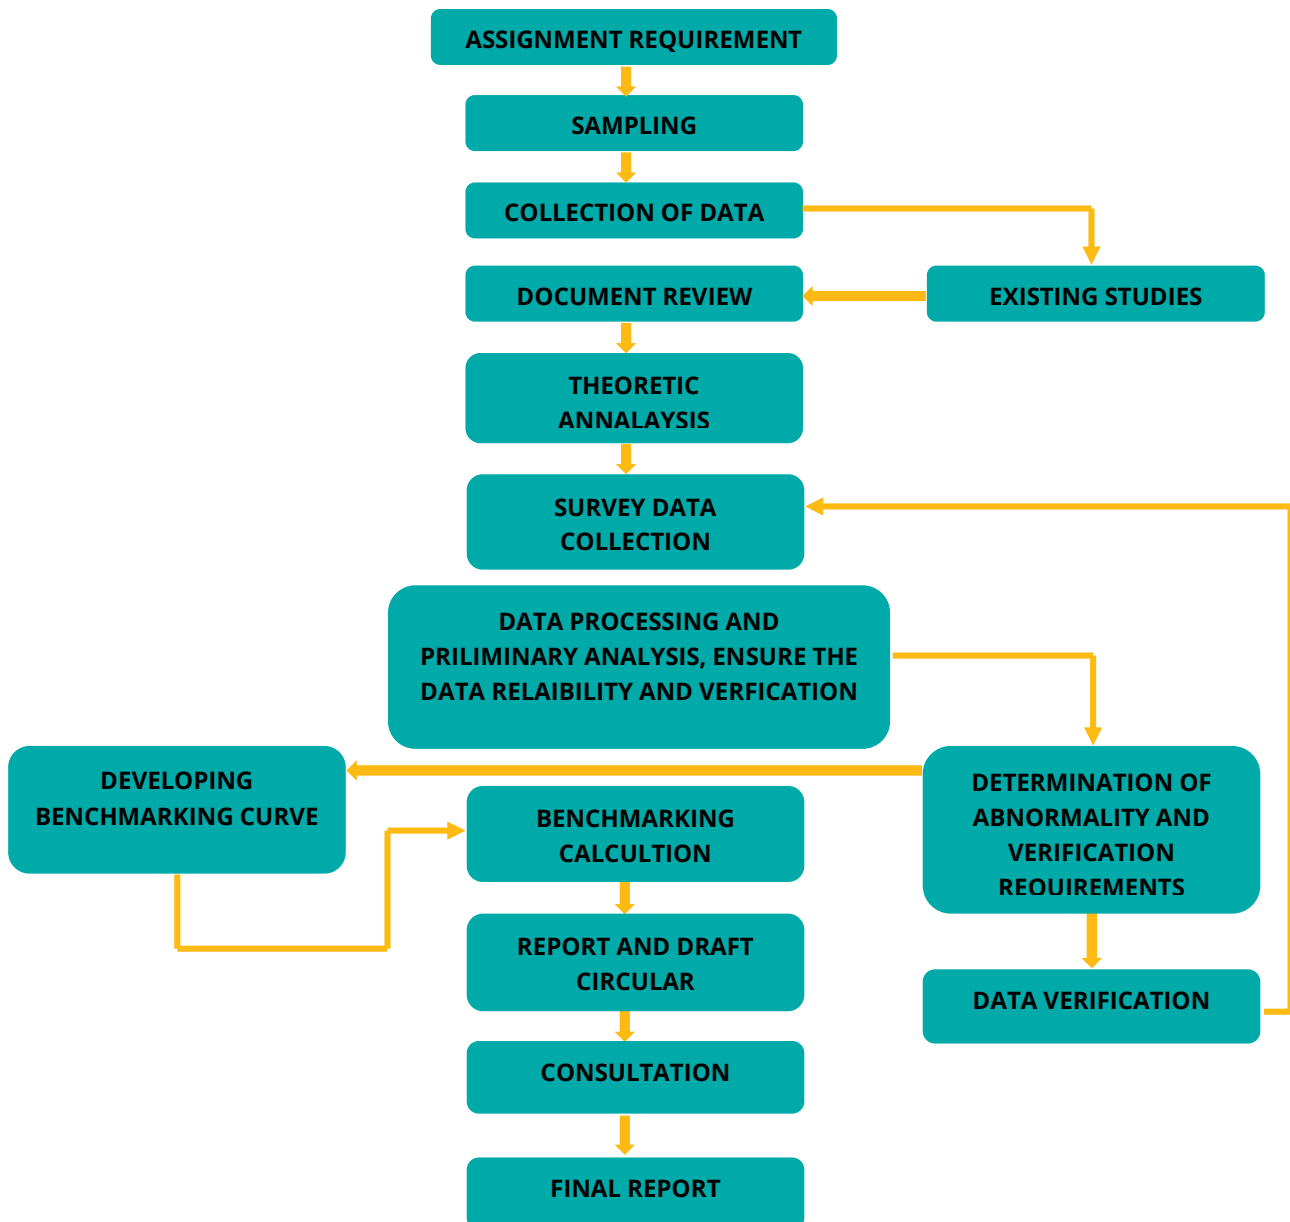 ASSIGNMENT REQUIREMENT
SAMPLING
COLLECTION OF DATA
DOCUMENT REVIEW
EXISTING STUDIES
THEORETIC
ANNALAYSIS
SURVEY DATA
COLLECTION
DATA PROCESSING AND
PRILIMINARY ANALYSIS, ENSURE THE
DATA RELAIBILITY AND VERFICATION
DEVELOPING
BENCHMARKING CURVE
DETERMINATION OF
ABNORMALITY AND
VERIFICATION
REQUIREMENTS
BENCHMARKING
CALCULTION
REPORT AND DRAFT
CIRCULAR
DATA VERIFICATION
CONSULTATION
FINAL REPORT